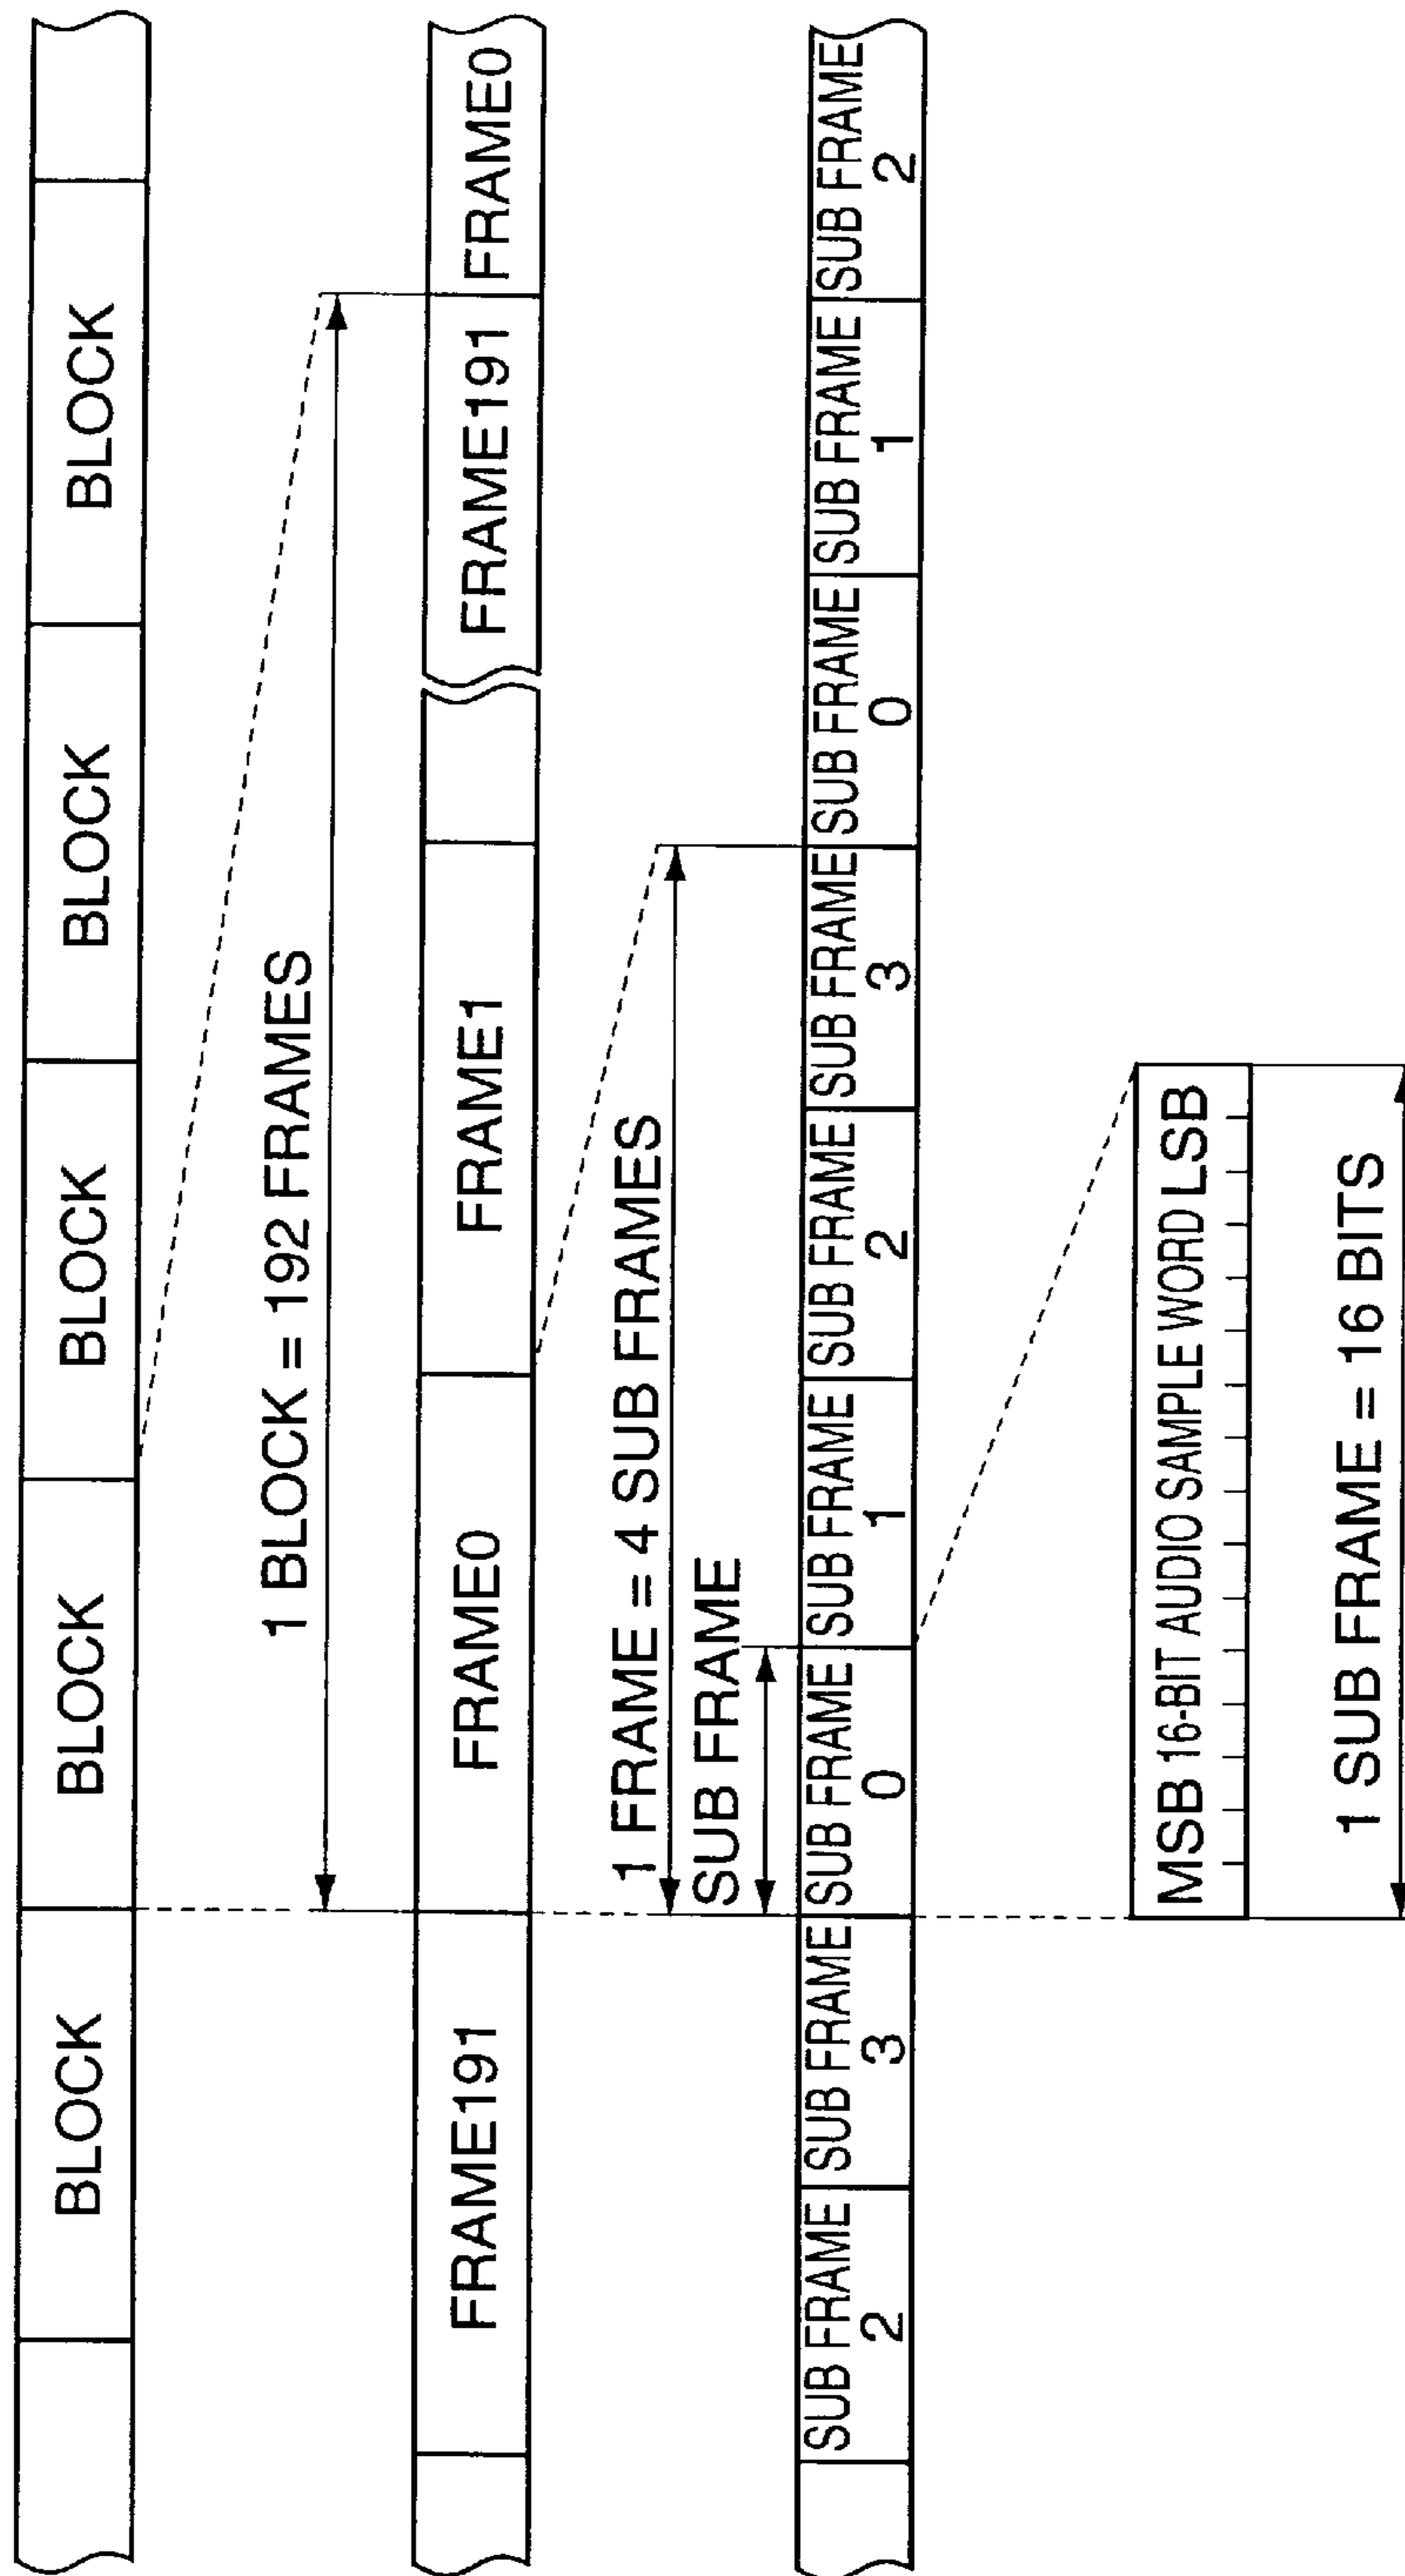 BLOCK
BLOCK
BLOCK
BLOCK
BLOCK
1 BLOCK = 192 FRAMES
FRAME191
FRAME0
FRAME1
FRAME191
FRAME0
1 FRAME = 4 SUB FRAMES
SUB FRAME
SUB FRAME
2
SUB FRAME
3
SUB FRAME
0
SUB FRAME
1
SUB FRAME
2
SUB FRAME
3
SUB FRAME
0
SUB FRAME
1
SUB FRAME
2
MSB 16-BIT AUDIO SAMPLE WORD LSB
1 SUB FRAME = 16 BITS